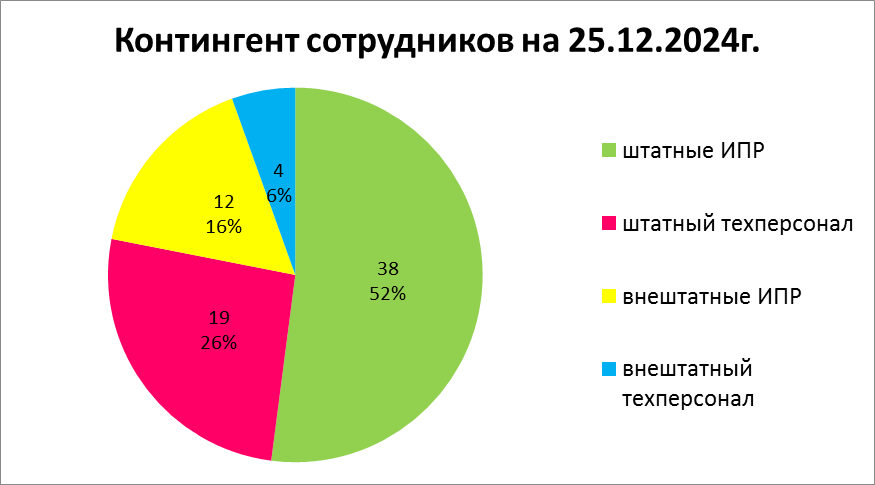 Контингент сотрудников на 25.12.2024г.
4
6%
12
16%
38
52%
19
26%
штатные ИПР
штатный техперсонал
внештатные ИПР
внештатный
техперсонал